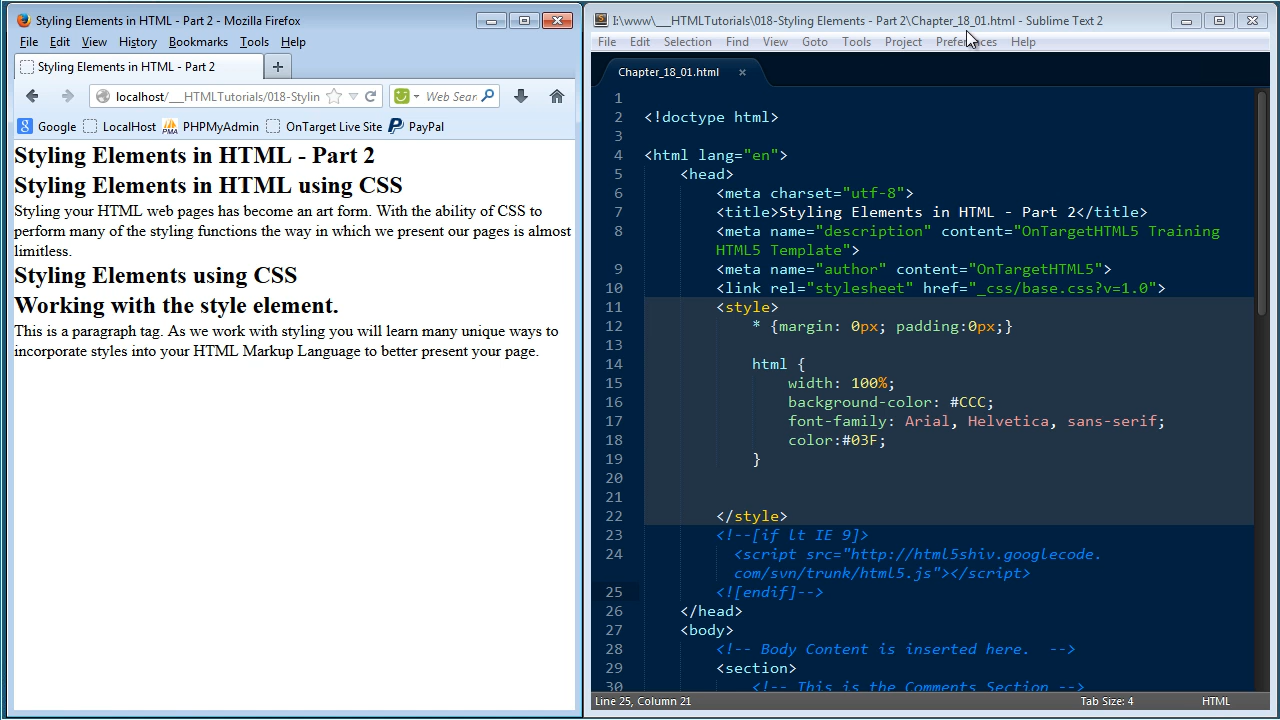 Styling Elements in HTML - Part 2 - Mozilla Firefox
File Edit View History Bookmarks Tools Help
Styling Elements in HTML - Part 2
localhost/__HTMLTutorials/018-Stylin
Web Sear
Google LocalHost PMA PHPMyAdmin OnTarget Live Site PayPal
Styling Elements in HTML - Part 2
Styling Elements in HTML using CSS
Styling your HTML web pages has become an art form. With the ability of CSS to
perform many of the styling functions the way in which we present our pages is almost
limitless.
Styling Elements using CSS
Working with the style element.
This is a paragraph tag. As we work with styling you will learn many unique ways to
incorporate styles into your HTML Markup Language to better present your page.
I:\www\___HTMLTutorials\018-Styling Elements - Part 2\Chapter_18_01.html - Sublime Text 2
File Edit Selection Find View Goto Tools Project Preferences Help
Chapter_18_01.html
1
2 <!doctype html>
3
4 <html lang="en">
5 <head>
6 <meta charset="utf-8">
7 <title>Styling Elements in HTML - Part 2</title>
8 <meta name="description" content="OnTargetHTML5 Training
HTML5 Template">
9 <meta name="author" content="OnTargetHTML5">
10 <link rel="stylesheet" href="_css/base.css?v=1.0">
11 <style>
12 * {margin: 0px; padding:0px;}
13
14 html {
15 width: 100%;
16 background-color: #CCC;
17 font-family: Arial, Helvetica, sans-serif;
18 color:#03F;
19 }
20
21
22 </style>
23 <!--[if lt IE 9]>
24 <script src="http://html5shiv.googlecode.
com/svn/trunk/html5.js"></script>
25 <![endif]-->
26 </head>
27 <body>
28 <!-- Body Content is inserted here. -->
29 <section>
30 <!-- This is the Comments Section -->
Line 25, Column 21
Tab Size: 4
HTML